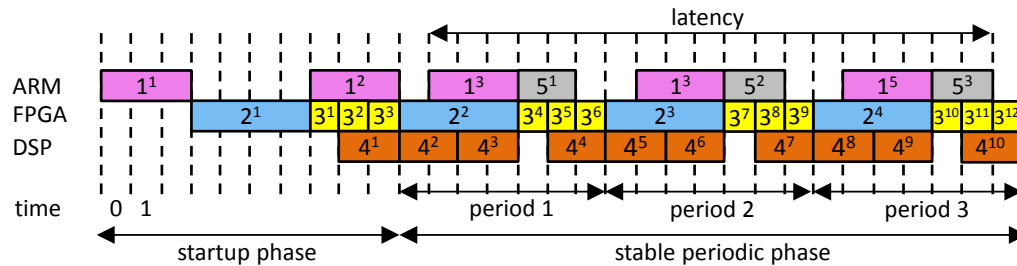 latency
ARM 1¹ 1² 1³ 5¹ 1³ 5² 1⁵ 5³
FPGA 2¹ 3¹ 3² 3³ 2² 3⁴ 3⁵ 3⁶ 2³ 3⁷ 3⁸ 3⁹ 2⁴ 3¹⁰ 3¹¹ 3¹²
DSP 4¹ 4² 4³ 4⁴ 4⁵ 4⁶ 4⁷ 4⁸ 4⁹ 4¹⁰
time 0 1 period 1 period 2 period 3
startup phase stable periodic phase